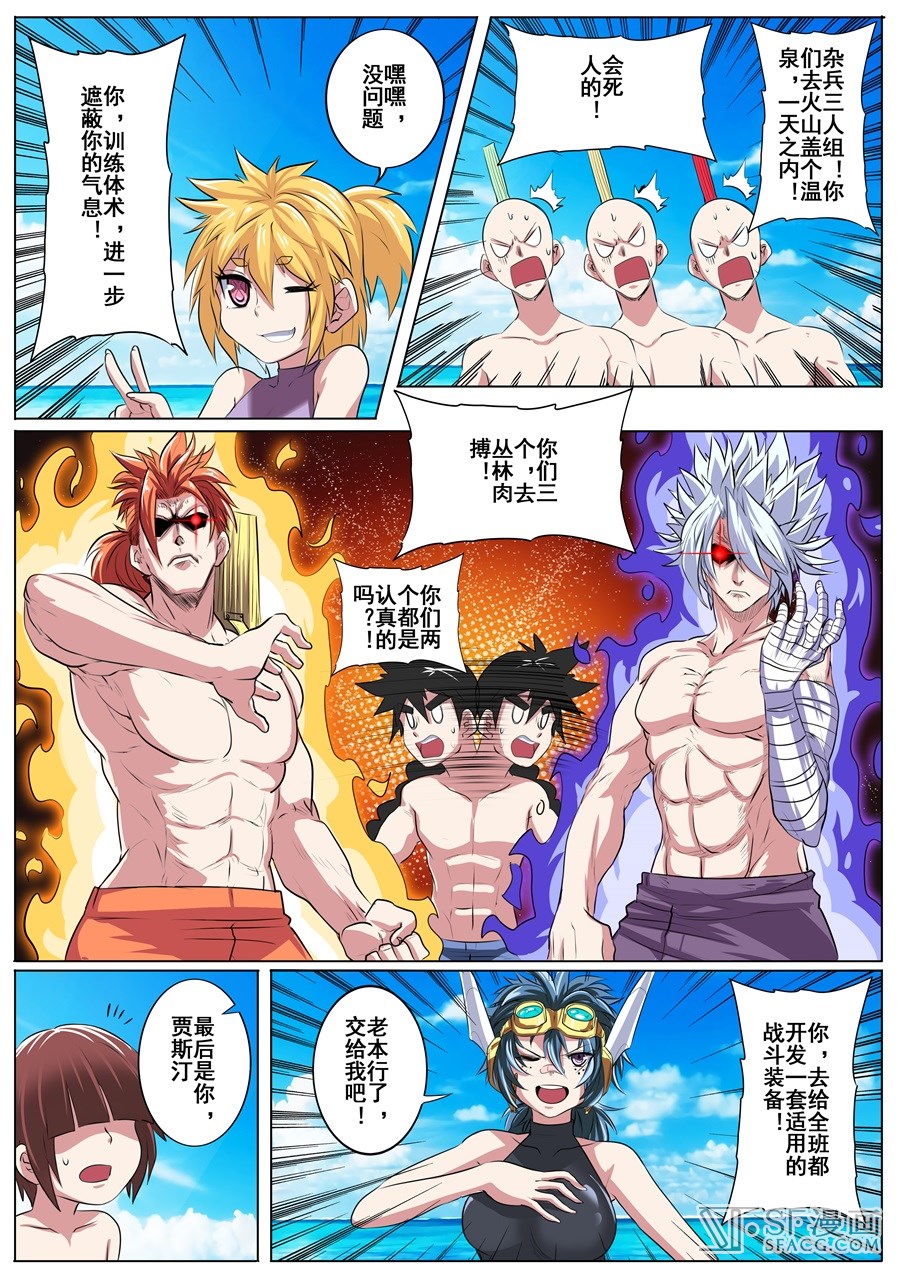 杂兵三人组！你
们去火山盖个温
泉，一天之内！
会死
人的！
嘿嘿，
没问题
你，训练体术，进一步
遮蔽你的气息！
你们三
个，去
丛林肉
搏！
你们两
个都是
认真的
吗？！
你，去给全班都
开发一套适用的
战斗装备！
老本行了，
交给我吧！
最后是你，
贾斯汀
SF漫画
SFACG.COM